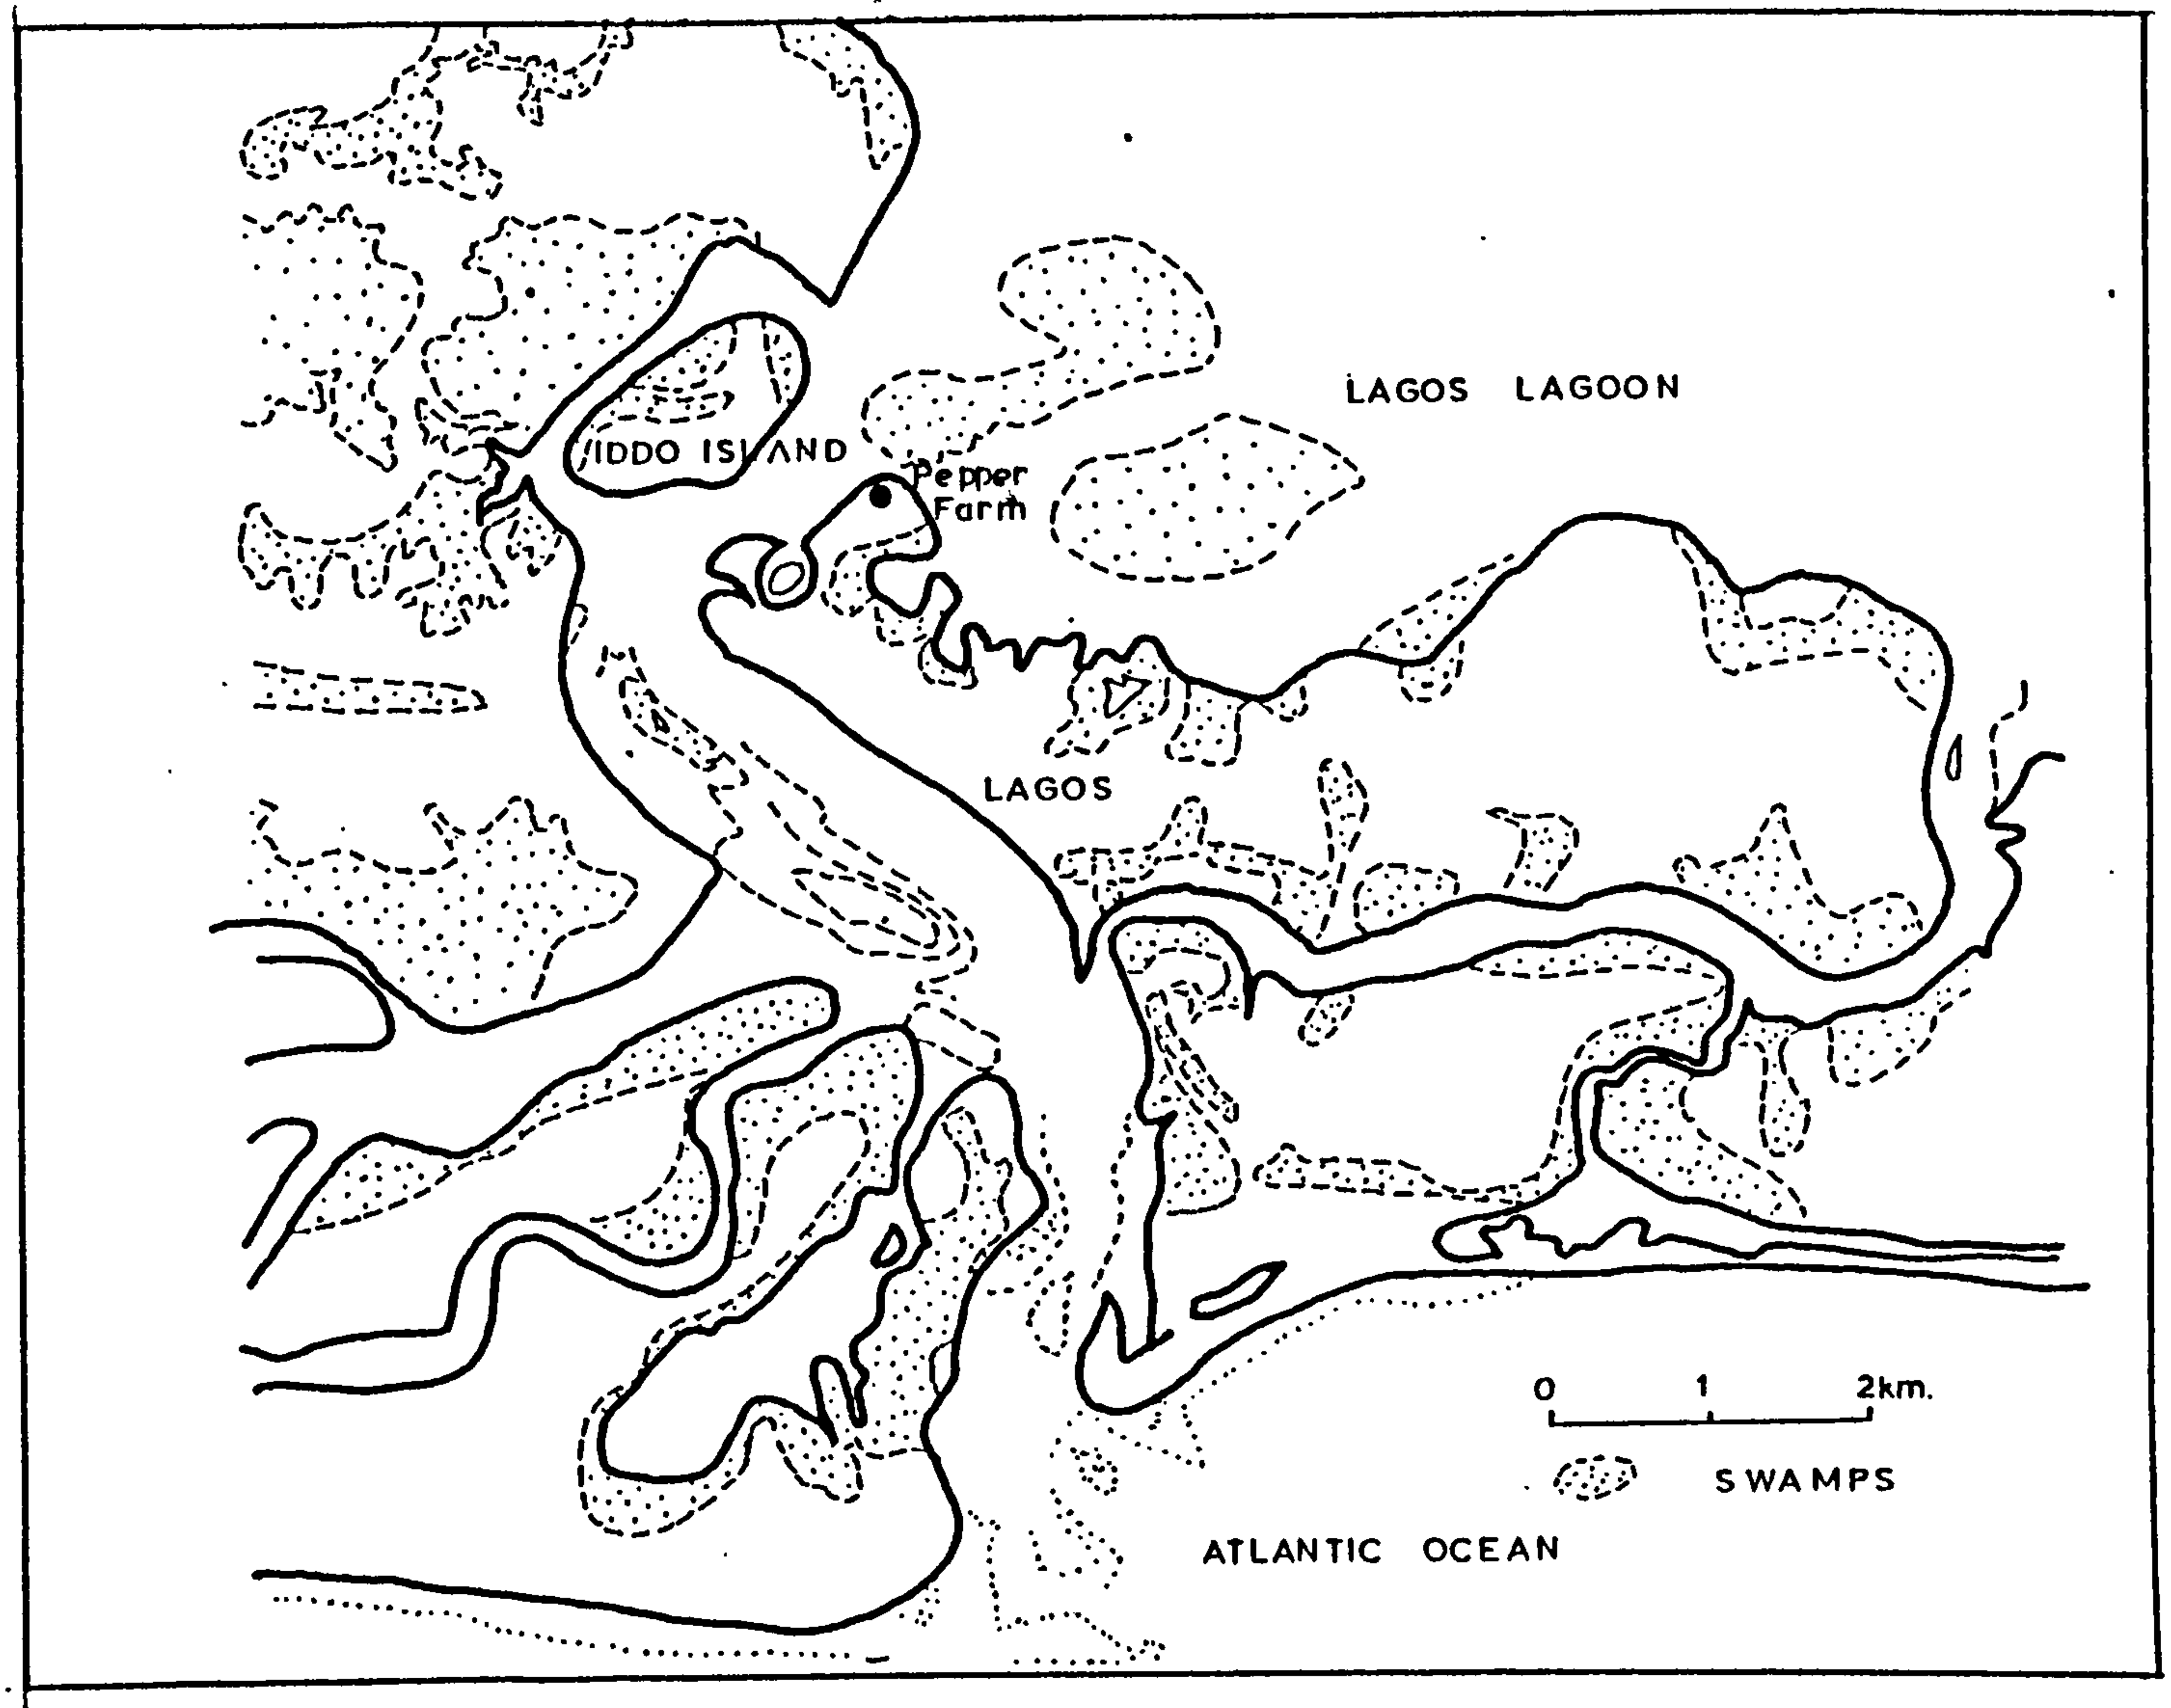 LAGOS LAGOON
IDDO ISLAND
Pepper
Farm
LAGOS
0 1 2km.
SWAMPS
ATLANTIC OCEAN